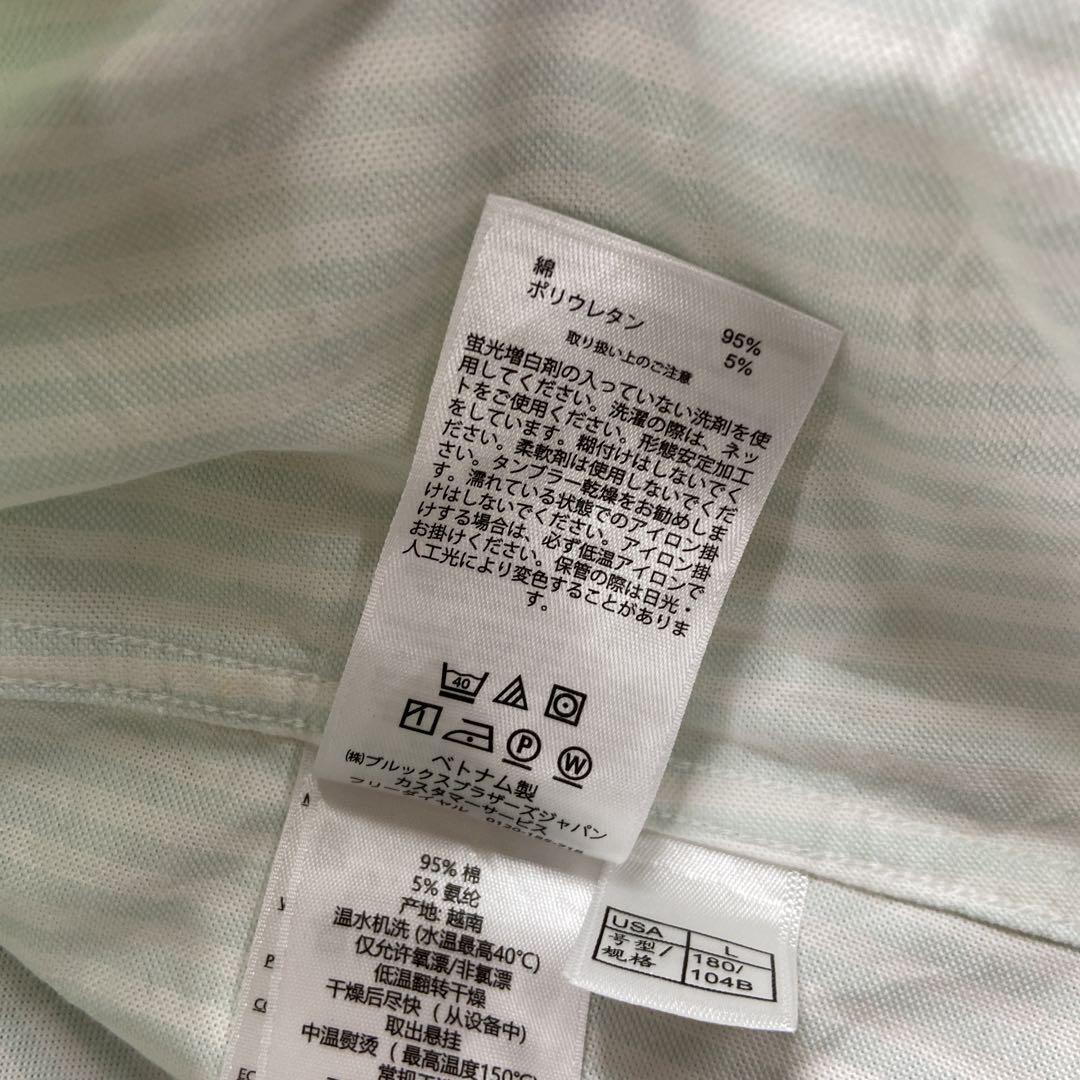 綿 95%
ポリウレタン 5%
取り扱い上のご注意
蛍光増白剤の入っていない洗剤を使
用してください。洗濯の際は、ネッ
トをご使用ください。形態安定加工
をしています。糊付けはしないでく
ださい。柔軟剤は使用しないでくだ
さい。タンブラー乾燥をお勧めしま
す。濡れている状態でのアイロン掛
けはしないでください。アイロン掛
けする場合は、必ず低温アイロンで
お掛けください。保管の際は日光・
人工光により変色することがありま
す。
40
1
P
W
ベトナム製
(株)ブルックスブラザーズジャパン
カスタマーサービス
フリーダイヤル
95% 棉
5% 氨纶
产地: 越南
温水机洗 (水温最高40℃)
仅允许氧漂/非氯漂
低温翻转干燥
干燥后尽快 ( 从设备中)
取出悬挂
中温熨烫 ( 最高温度150℃)
USA L
号型/ 180/
规格 104B